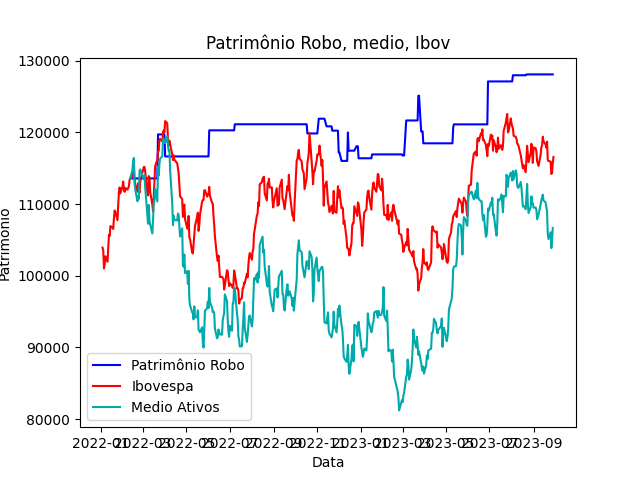 Patrimônio Robo, medio, Ibov
130000
120000
110000
100000
90000
80000
Patrimonio
Patrimônio Robo
Ibovespa
Medio Ativos
2022-01 2022-03 2022-05 2022-07 2022-09 2022-11 2023-01 2023-03 2023-05 2023-07 2023-09
Data